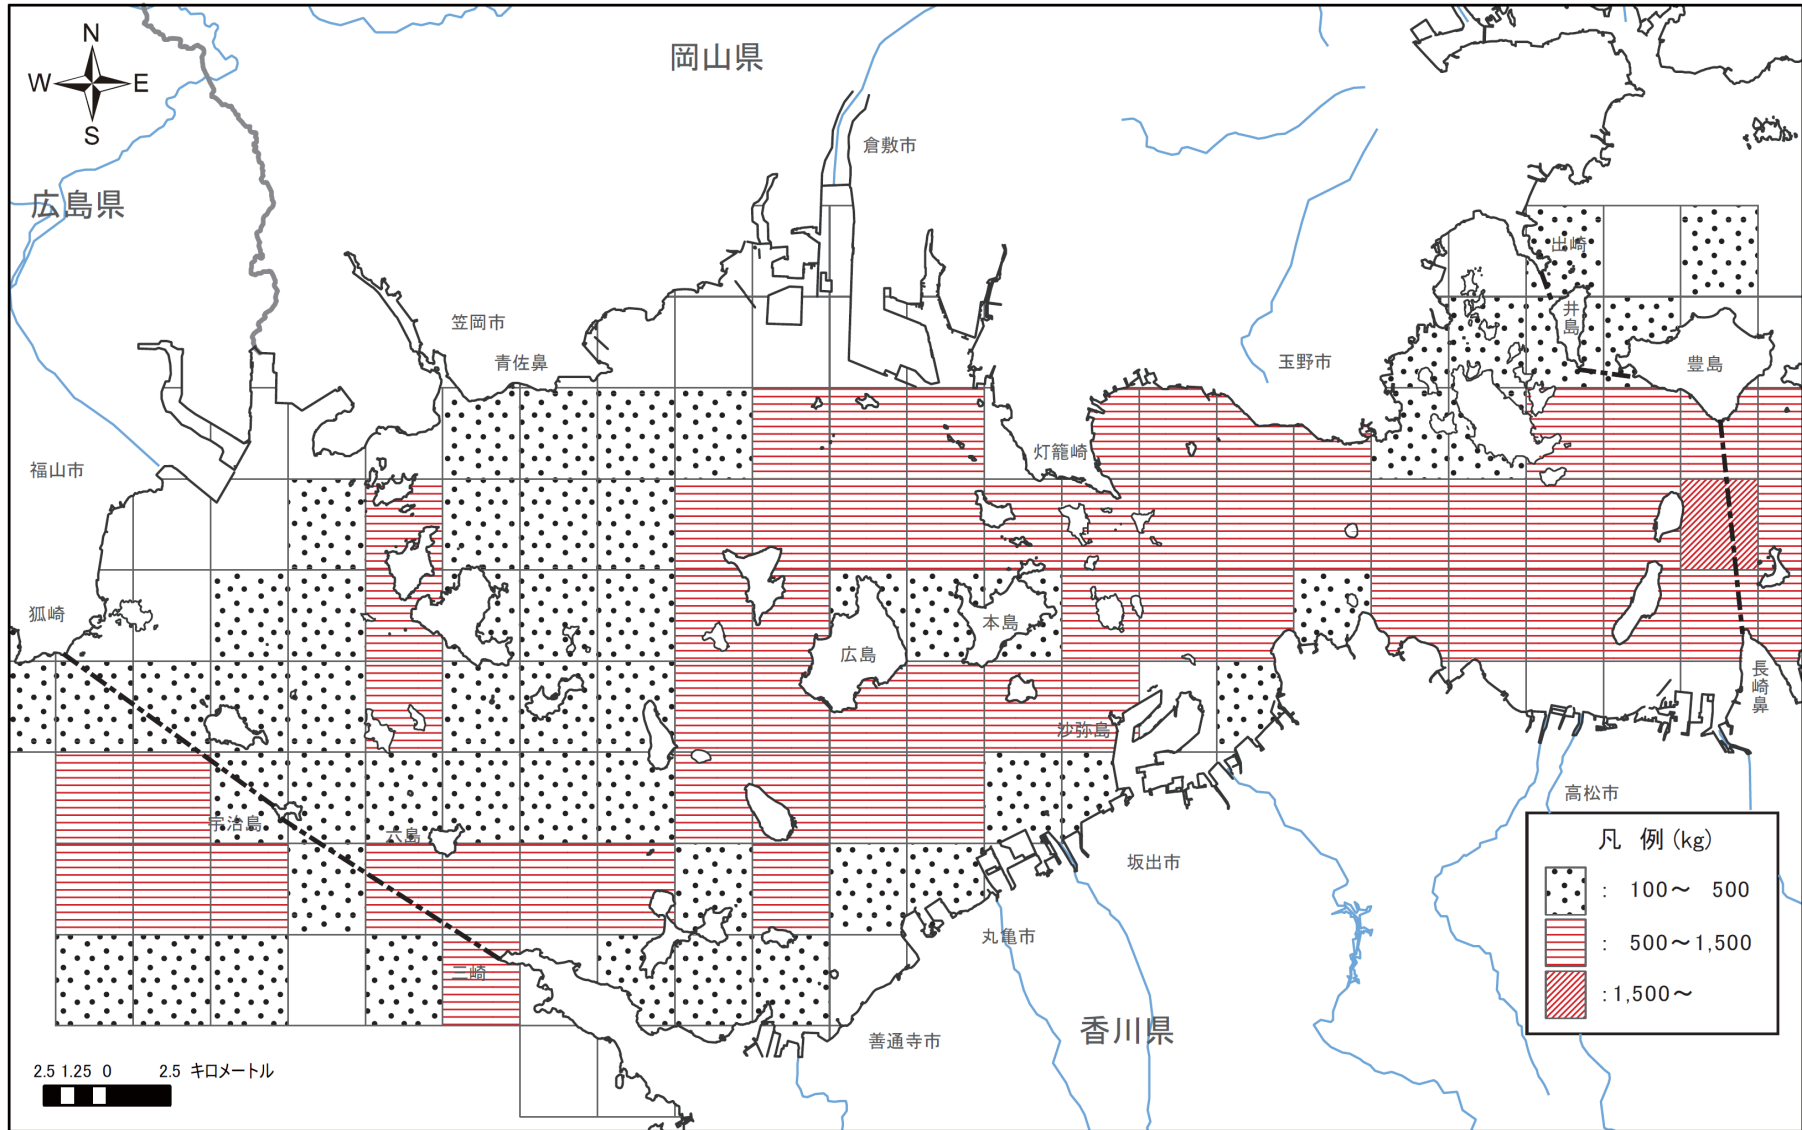 N
W
E
S
岡山県
倉敷市
広島県
出崎
井島
笠岡市
青佐鼻
玉野市
豊島
灯籠崎
福山市
狐崎
本島
広島
長崎鼻
沙弥島
高松市
宇治島
六島
坂出市
凡 例 (kg)
: 100～ 500
: 500～1,500
: 1,500～
丸亀市
三崎
香川県
善通寺市
2.5 1.25 0 2.5 キロメートル